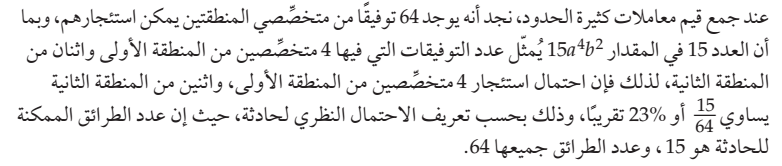 عند جمع قيم معاملات كثيرة الحدود، نجد أنه يوجد 64 توفيقًا من متخصِّصي المنطقتين يمكن استئجارهم، وبما
أن العدد 15 في المقدار 15a⁴b² يُمثّل عدد التوفيقات التي فيها 4 متخصِّصين من المنطقة الأولى واثنان من
المنطقة الثانية، لذلك فإن احتمال استئجار 4 متخصِّصين من المنطقة الأولى، واثنين من المنطقة الثانية
يساوي 15/64 أو 23% تقريبًا، وذلك بحسب تعريف الاحتمال النظري لحادثة، حيث إن عدد الطرائق الممكنة
للحادثة هو 15 ، وعدد الطرائق جميعها 64.